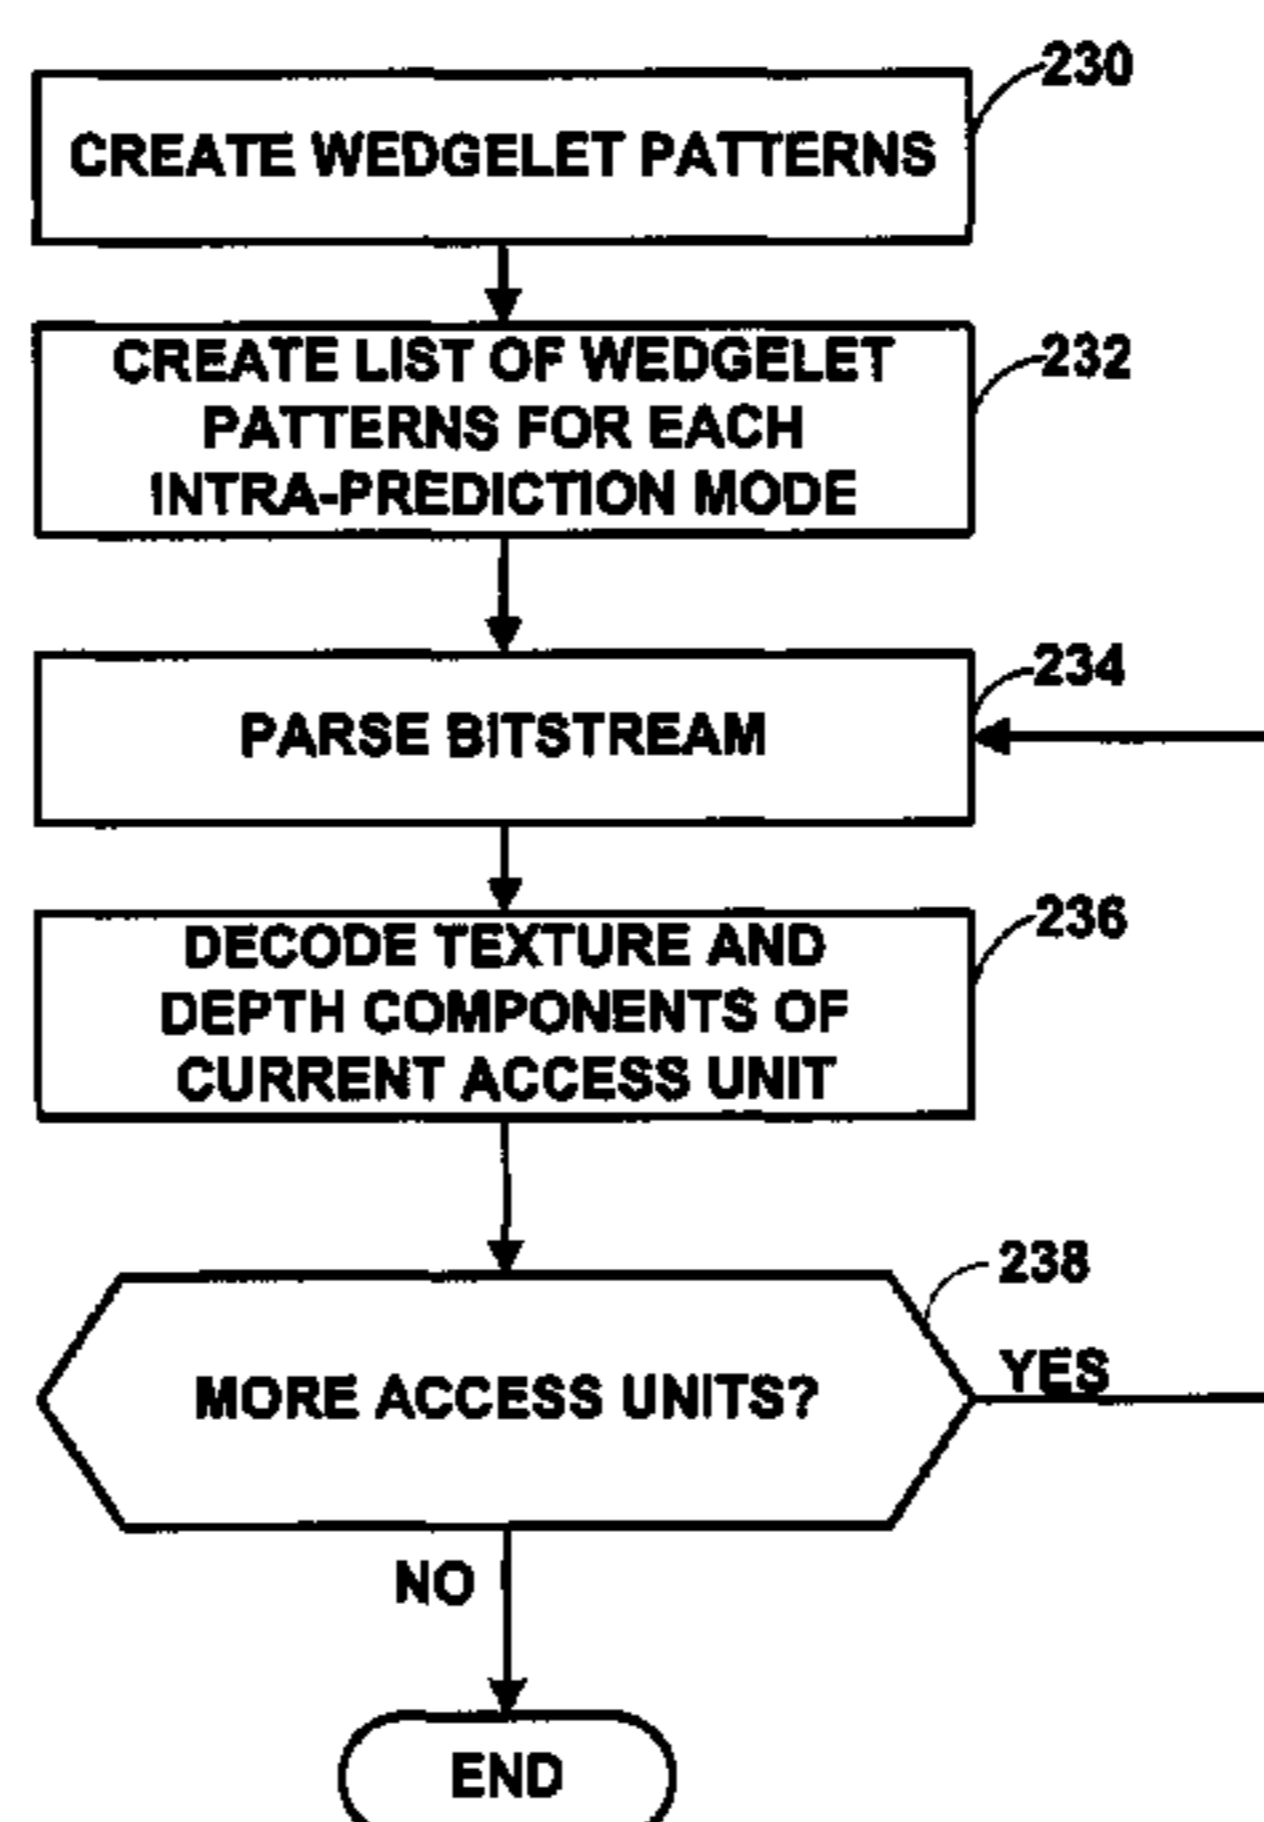 230
CREATE WEDGELET PATTERNS
232
CREATE LIST OF WEDGELET
PATTERNS FOR EACH
INTRA-PREDICTION MODE
234
PARSE BITSTREAM
236
DECODE TEXTURE AND
DEPTH COMPONENTS OF
CURRENT ACCESS UNIT
238
YES
MORE ACCESS UNITS?
NO
END